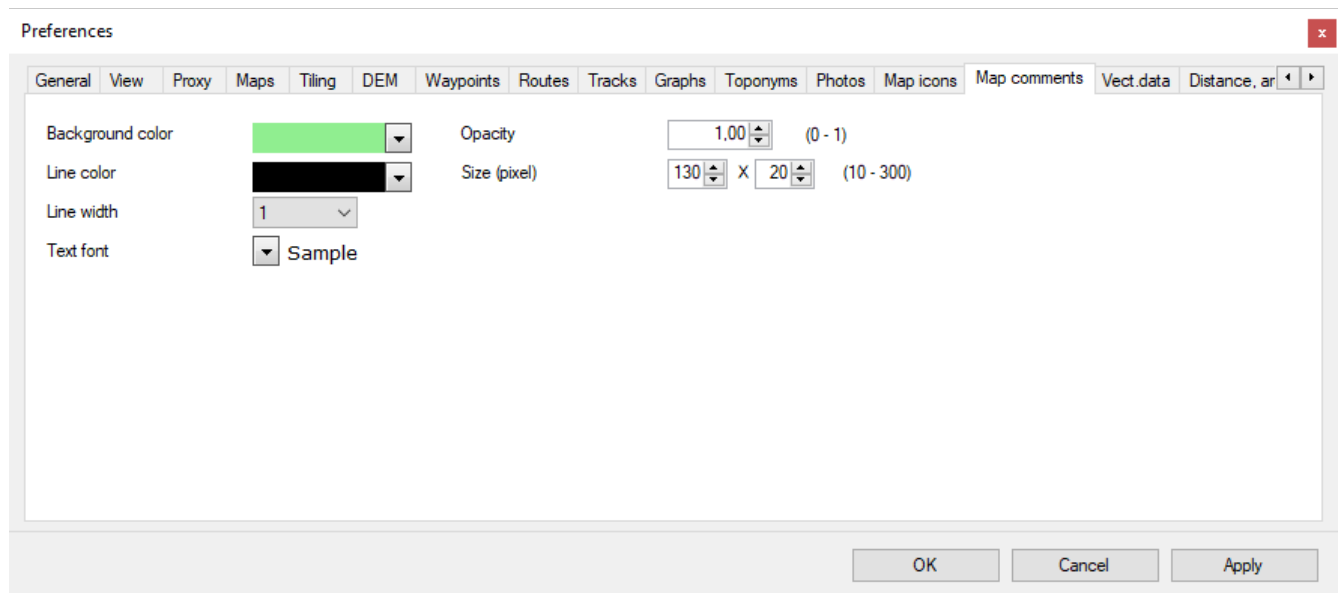 Preferences
x
General View Proxy Maps Tiling DEM Waypoints Routes Tracks Graphs Toponyms Photos Map icons Map comments Vect.data Distance, ar
Background color Opacity 1,00 (0 - 1)
Line color Size (pixel) 130 X 20 (10 - 300)
Line width 1
Text font Sample
OK Cancel Apply